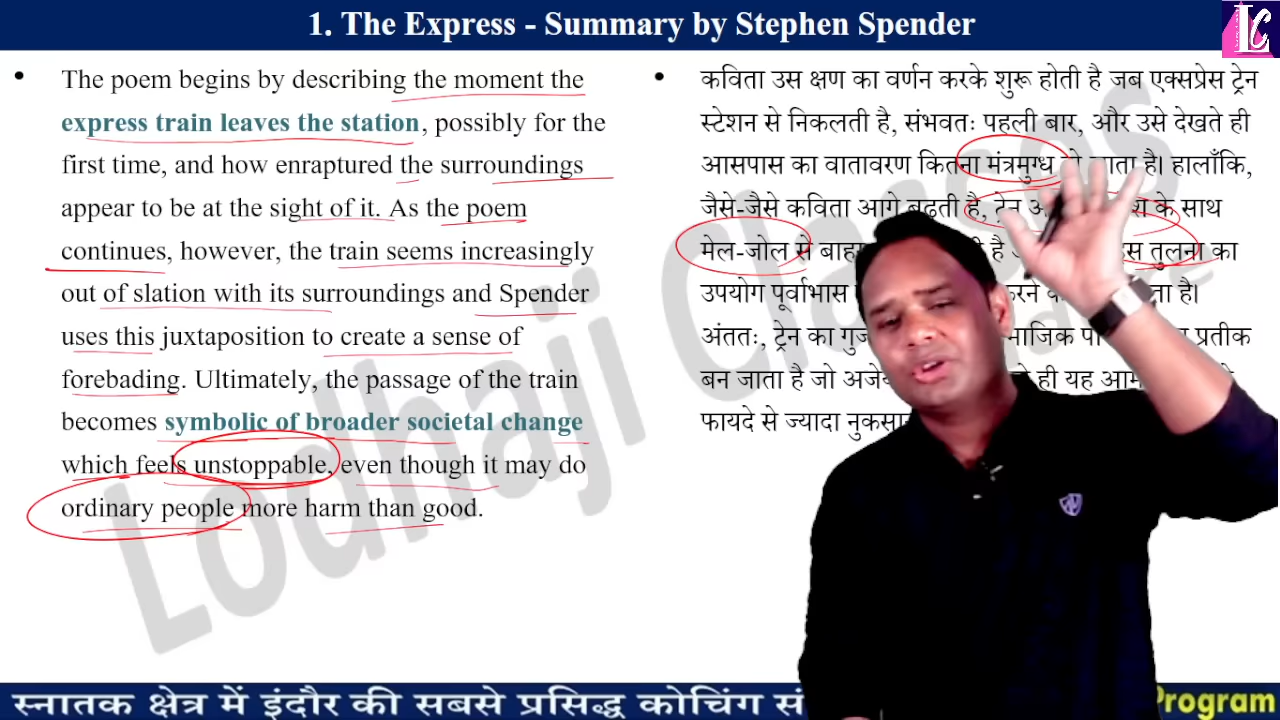 1. The Express - Summary by Stephen Spender
LC
• The poem begins by describing the moment the
express train leaves the station, possibly for the
first time, and how enraptured the surroundings
appear to be at the sight of it. As the poem
continues, however, the train seems increasingly
out of slation with its surroundings and Spender
uses this juxtaposition to create a sense of
forebading. Ultimately, the passage of the train
becomes symbolic of broader societal change
which feels unstoppable, even though it may do
ordinary people more harm than good.
• कविता उस क्षण का वर्णन करके शुरू होती है जब एक्सप्रेस ट्रेन
स्टेशन से निकलती है, संभवतः पहली बार, और उसे देखते ही
आसपास का वातावरण कितना मंत्रमुग्ध जाता है। हालाँकि,
जैसे-जैसे कविता आगे बढ़ती है, ट्रेन के साथ
मेल-जोल से है तुलना का
उपयोग पूर्वाभास है।
अंततः, ट्रेन का प्रतीक
बन जाता है जो ही यह
फायदे से ज्यादा
Lodhaji Classes
स्नातक क्षेत्र में इंदौर की सबसे प्रसिद्ध कोचिंग Program